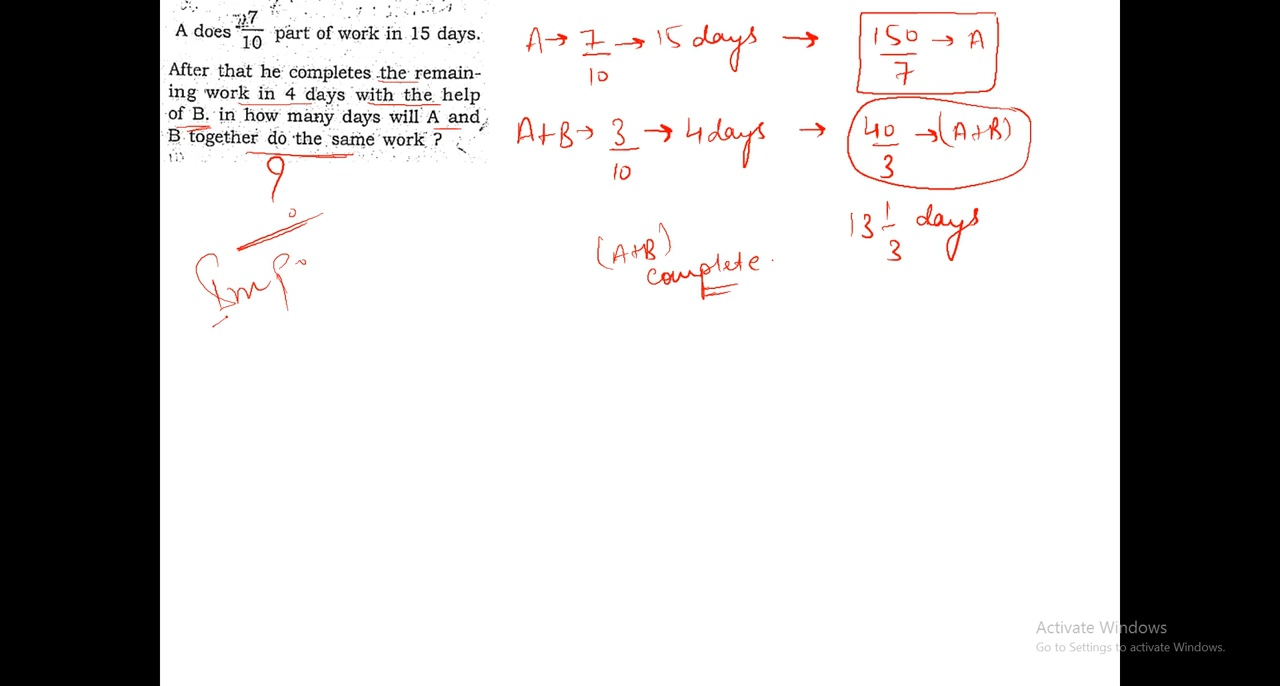 A does 7/10 part of work in 15 days.
After that he completes the remain-
ing work in 4 days with the help
of B. in how many days will A and
B together do the same work ?
A → 7/10 → 15 days → 150/7 → A
A+B → 3/10 → 4 days → 40/3 → (A+B)
13 1/3 days
(A+B)
complete.
Imp
Activate Windows
Go to Settings to activate Windows.